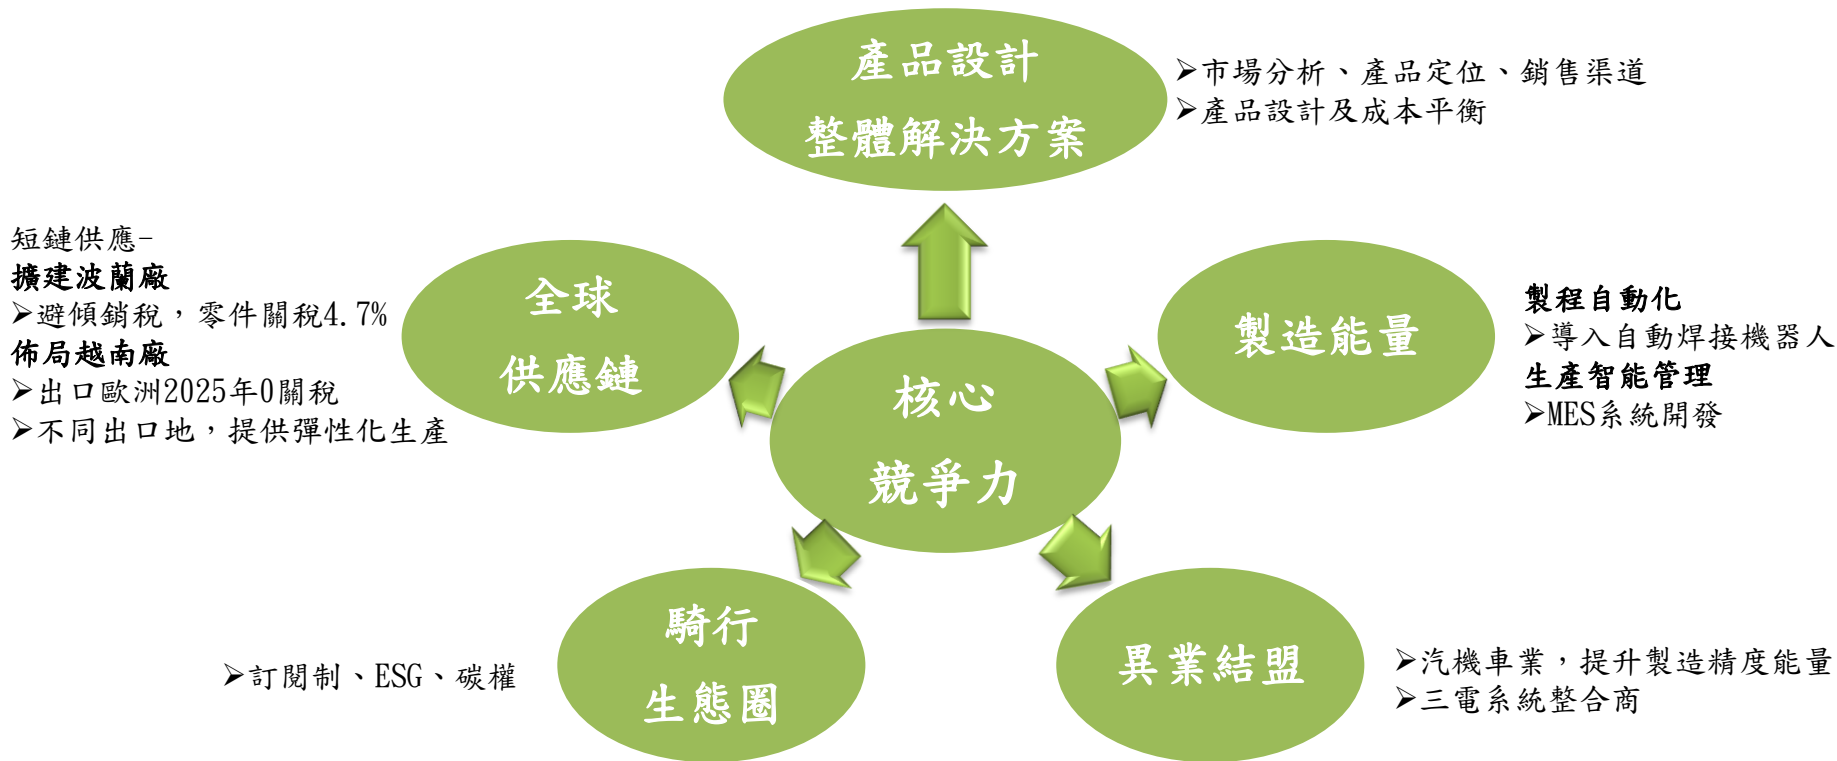 產品設計
整體解決方案
➢市場分析、產品定位、銷售渠道
➢產品設計及成本平衡
短鏈供應-
擴建波蘭廠
➢避傾銷稅，零件關稅4.7%
佈局越南廠
➢出口歐洲2025年0關稅
➢不同出口地，提供彈性化生產
全球
供應鏈
核心
競爭力
製造能量
製程自動化
➢導入自動焊接機器人
生產智能管理
➢MES系統開發
➢訂閱制、ESG、碳權
騎行
生態圈
異業結盟
➢汽機車業，提升製造精度能量
➢三電系統整合商